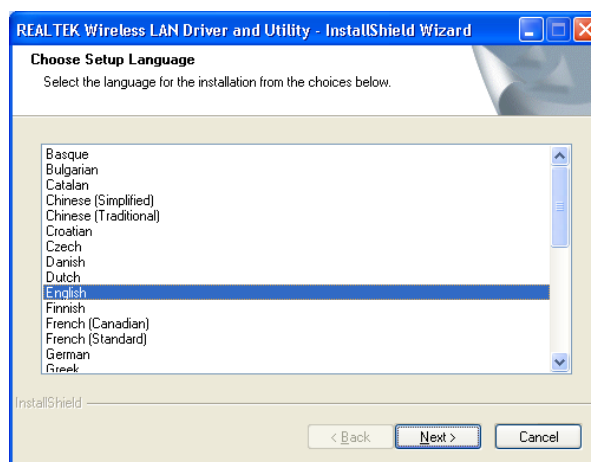 REALTEK Wireless LAN Driver and Utility - InstallShield Wizard
Choose Setup Language
Select the language for the installation from the choices below.
Basque
Bulgarian
Catalan
Chinese (Simplified)
Chinese (Traditional)
Croatian
Czech
Danish
Dutch
English
Finnish
French (Canadian)
French (Standard)
German
Greek
InstallShield
< Back
Next >
Cancel